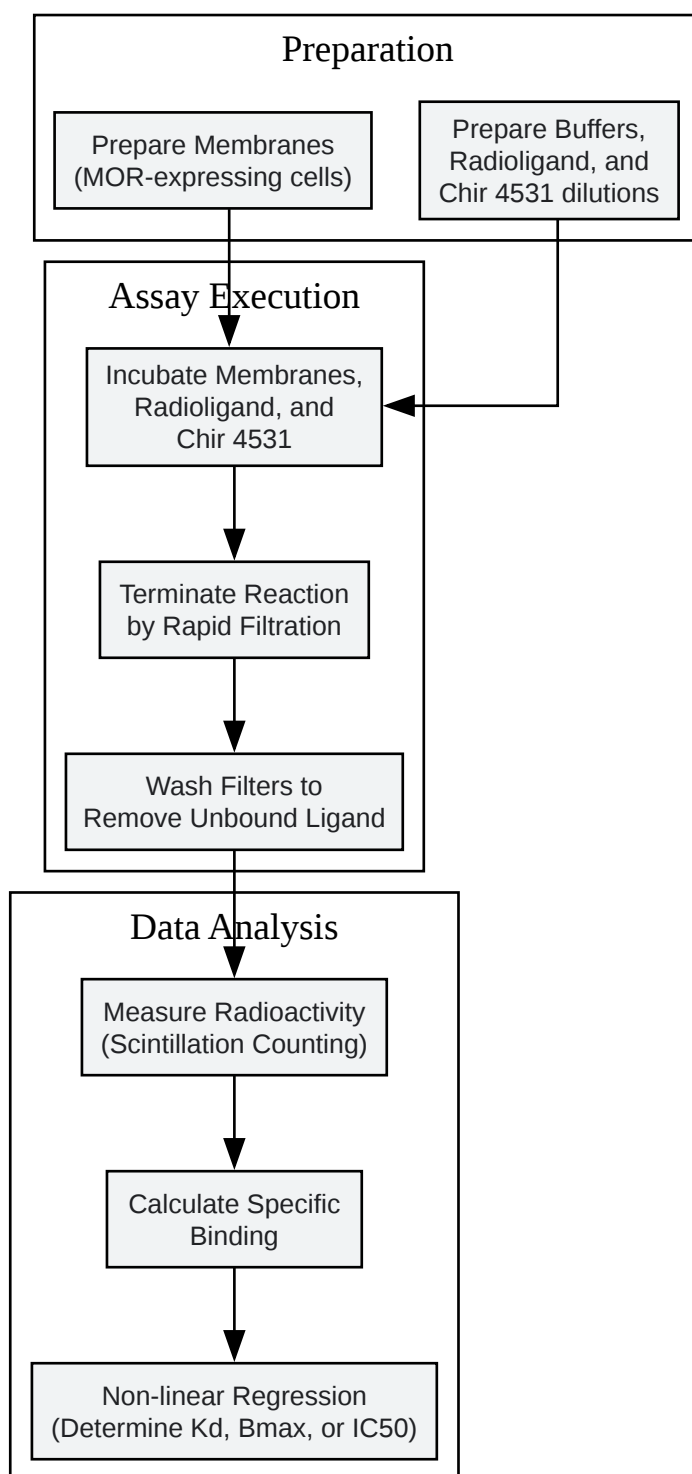 Preparation
Prepare Membranes
(MOR-expressing cells)
Prepare Buffers,
Radioligand, and
Chir 4531 dilutions
Assay Execution
Incubate Membranes,
Radioligand, and
Chir 4531
Terminate Reaction
by Rapid Filtration
Wash Filters to
Remove Unbound Ligand
Data Analysis
Measure Radioactivity
(Scintillation Counting)
Calculate Specific
Binding
Non-linear Regression
(Determine Kd, Bmax, or IC50)